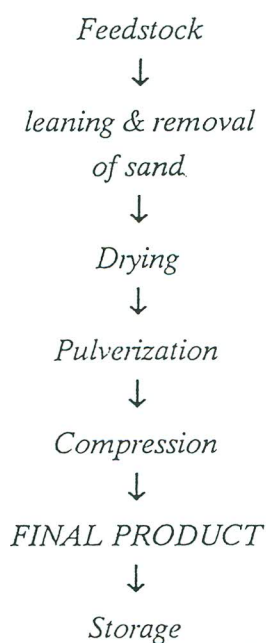 Feedstock
↓
leaning & removal
of sand
↓
Drying
↓
Pulverization
↓
Compression
↓
FINAL PRODUCT
↓
Storage